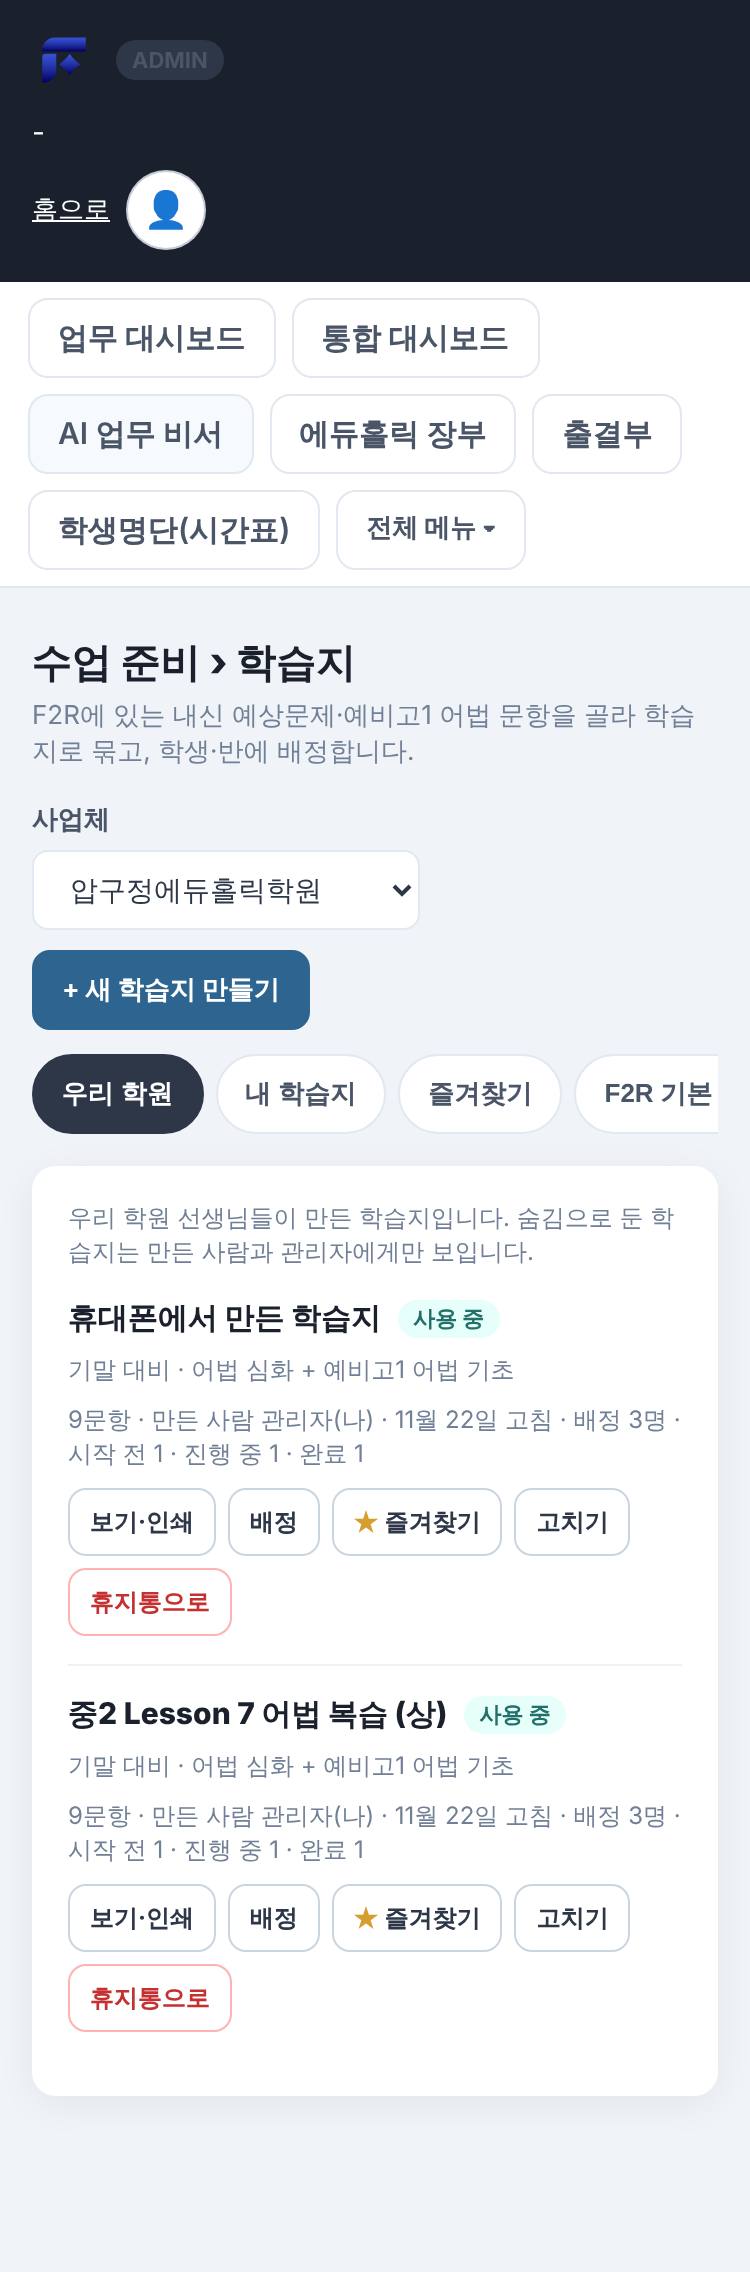 ADMIN
-
홈으로
업무 대시보드
통합 대시보드
AI 업무 비서
에듀홀릭 장부
출결부
학생명단(시간표)
전체 메뉴
수업 준비 › 학습지
F2R에 있는 내신 예상문제·예비고1 어법 문항을 골라 학습
지로 묶고, 학생·반에 배정합니다.
사업체
압구정에듀홀릭학원
+ 새 학습지 만들기
우리 학원
내 학습지
즐겨찾기
F2R 기본
우리 학원 선생님들이 만든 학습지입니다. 숨김으로 둔 학
습지는 만든 사람과 관리자에게만 보입니다.
휴대폰에서 만든 학습지 사용 중
기말 대비 · 어법 심화 + 예비고1 어법 기초
9문항 · 만든 사람 관리자(나) · 11월 22일 고침 · 배정 3명 ·
시작 전 1 · 진행 중 1 · 완료 1
보기·인쇄
배정
★ 즐겨찾기
고치기
휴지통으로
중2 Lesson 7 어법 복습 (상) 사용 중
기말 대비 · 어법 심화 + 예비고1 어법 기초
9문항 · 만든 사람 관리자(나) · 11월 22일 고침 · 배정 3명 ·
시작 전 1 · 진행 중 1 · 완료 1
보기·인쇄
배정
★ 즐겨찾기
고치기
휴지통으로